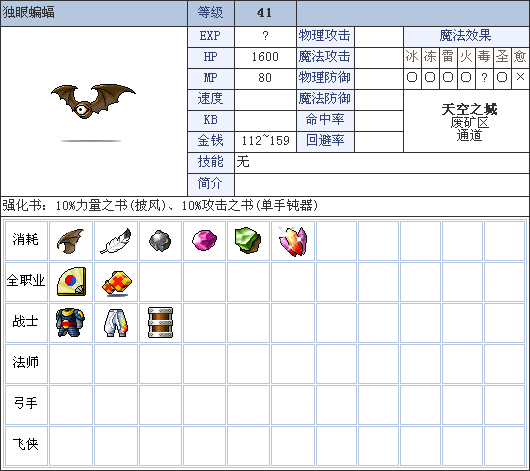 独眼蝙蝠 等级 41
EXP ? 物理攻击 魔法效果
HP 1600 魔法攻击 冰 冻 雷 火 毒 圣 愈
MP 80 物理防御 ○ ○ ○ ○ ? ○ ×
速度 魔法防御 天空之城
KB 命中率 废矿区
金钱 112~159 回避率 通道
技能 无
简介
强化书: 10%力量之书(披风)、10%攻击之书(单手钝器)
消耗
全职业
战士
法师
弓手
飞侠